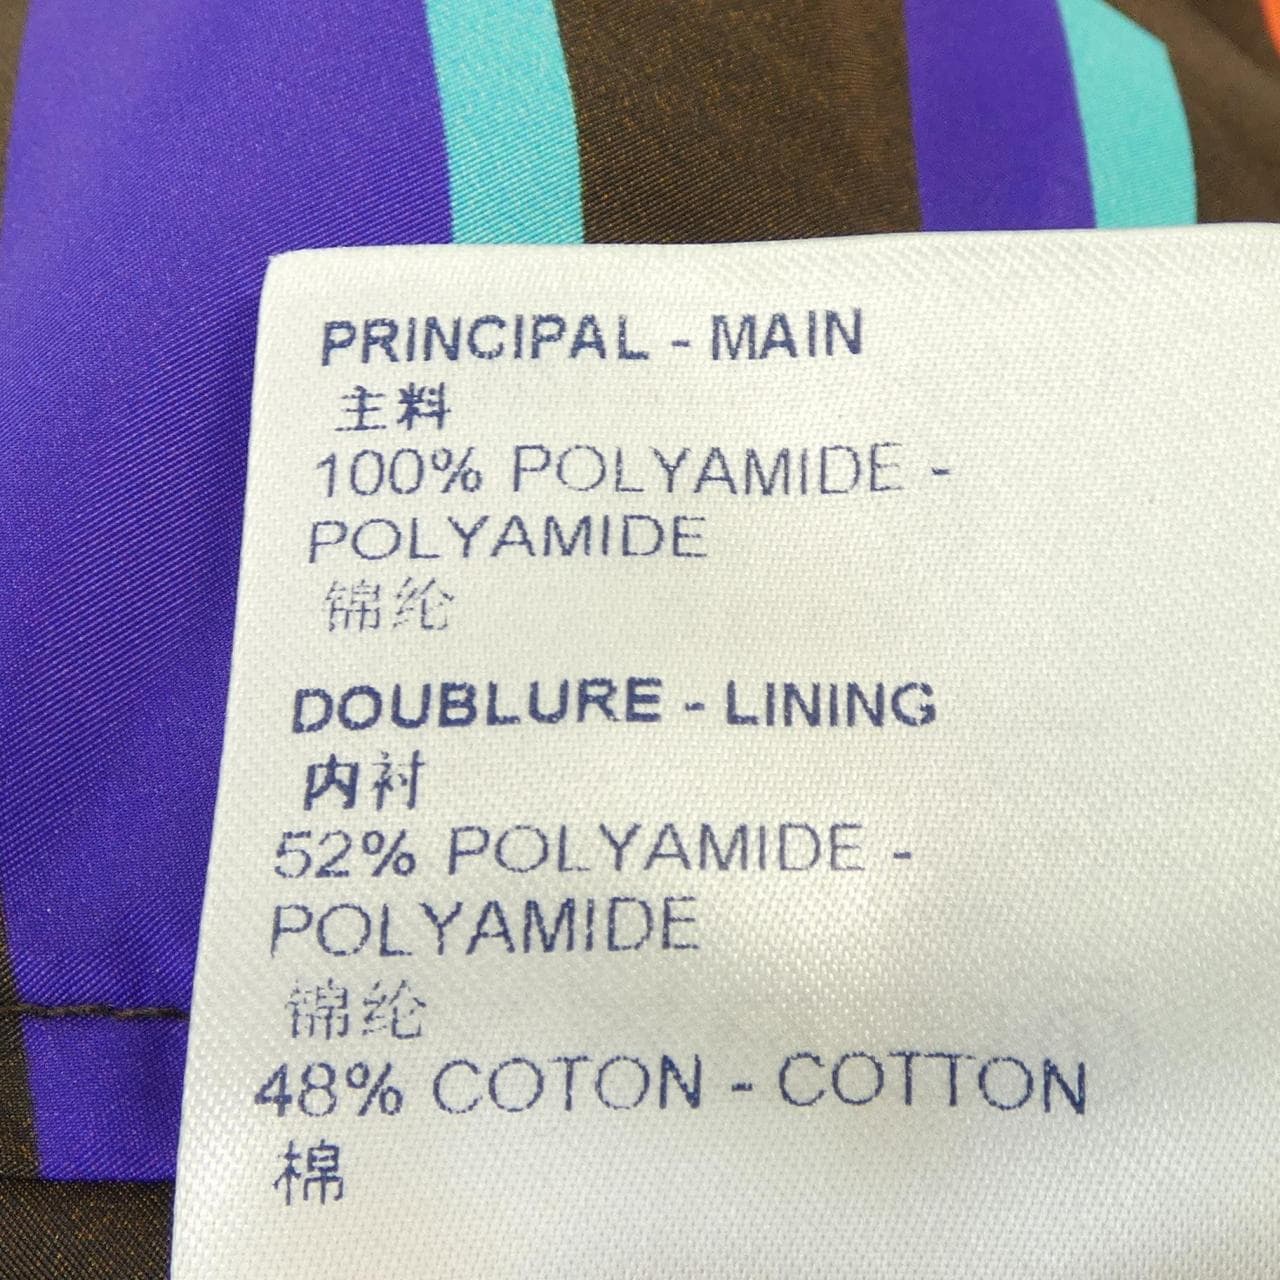 PRINCIPAL - MAIN
主料
100% POLYAMIDE -
POLYAMIDE
锦纶
DOUBLURE - LINING
内衬
52% POLYAMIDE -
POLYAMIDE
锦纶
48% COTON - COTTON
棉